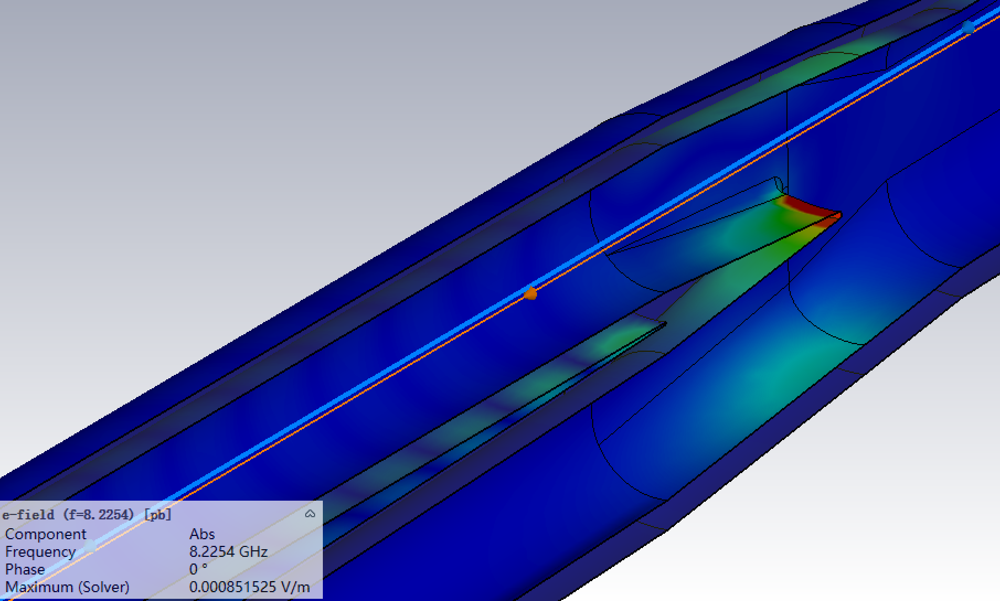 e-field (f=8.2254) [pb]
Component Abs
Frequency 8.2254 GHz
Phase 0 °
Maximum (Solver) 0.000851525 V/m